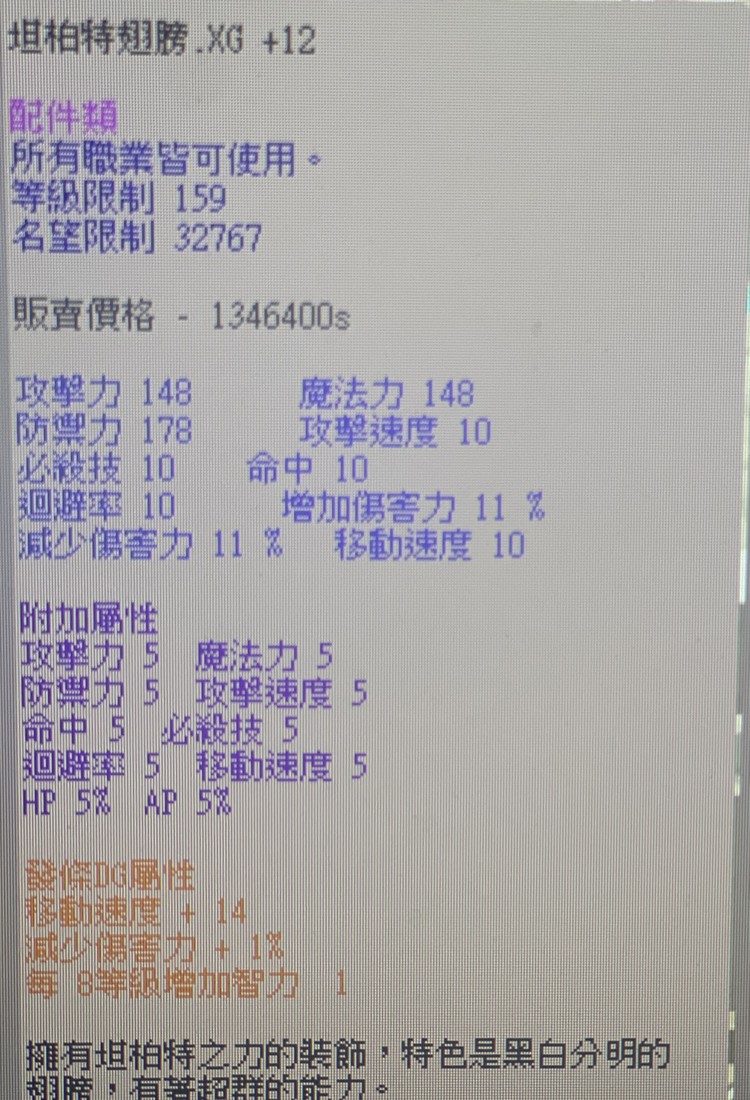 坦柏特翅膀.XG +12
配件類
所有職業皆可使用。
等級限制 159
名望限制 32767
販賣價格 - 1346400s
攻擊力 148 魔法力 148
防禦力 178 攻擊速度 10
必殺技 10 命中 10
迴避率 10 增加傷害力 11 %
減少傷害力 11 % 移動速度 10
附加屬性
攻擊力 5 魔法力 5
防禦力 5 攻擊速度 5
命中 5 必殺技 5
迴避率 5 移動速度 5
HP 5% AP 5%
發條DG屬性
移動速度 + 14
減少傷害力 + 1%
每 8等級增加智力 1
擁有坦柏特之力的裝飾，特色是黑白分明的
翅膀，有著超群的能力。